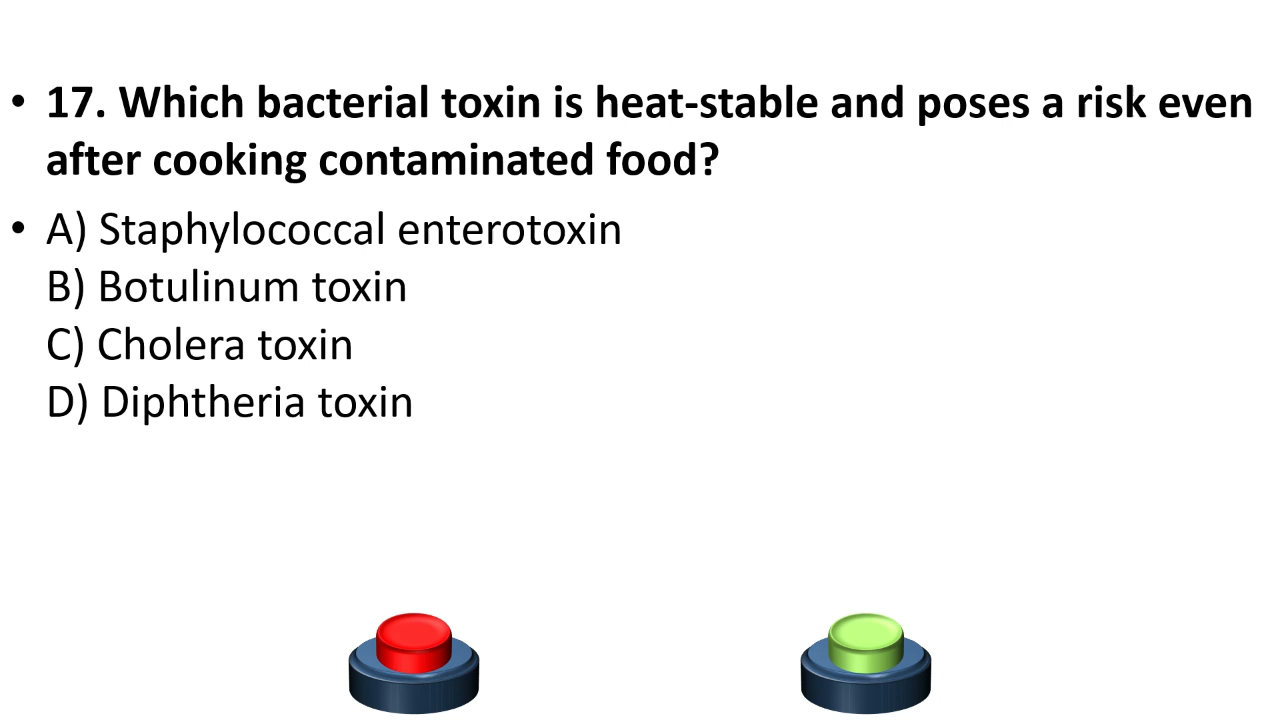 • 17. Which bacterial toxin is heat-stable and poses a risk even
after cooking contaminated food?
• A) Staphylococcal enterotoxin
B) Botulinum toxin
C) Cholera toxin
D) Diphtheria toxin